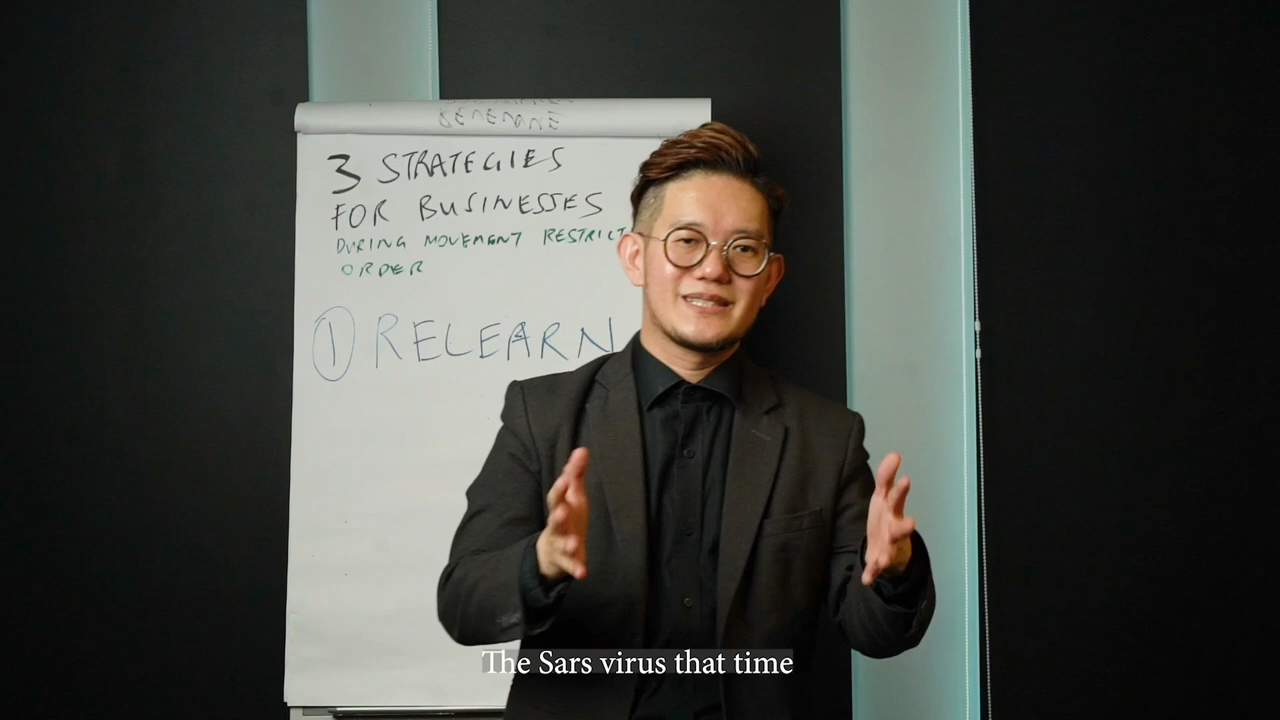 3 STRATEGIES
FOR BUSINESSES
DURING MOVEMENT RESTRICT
ORDER
1 RELEARN
The Sars virus that time